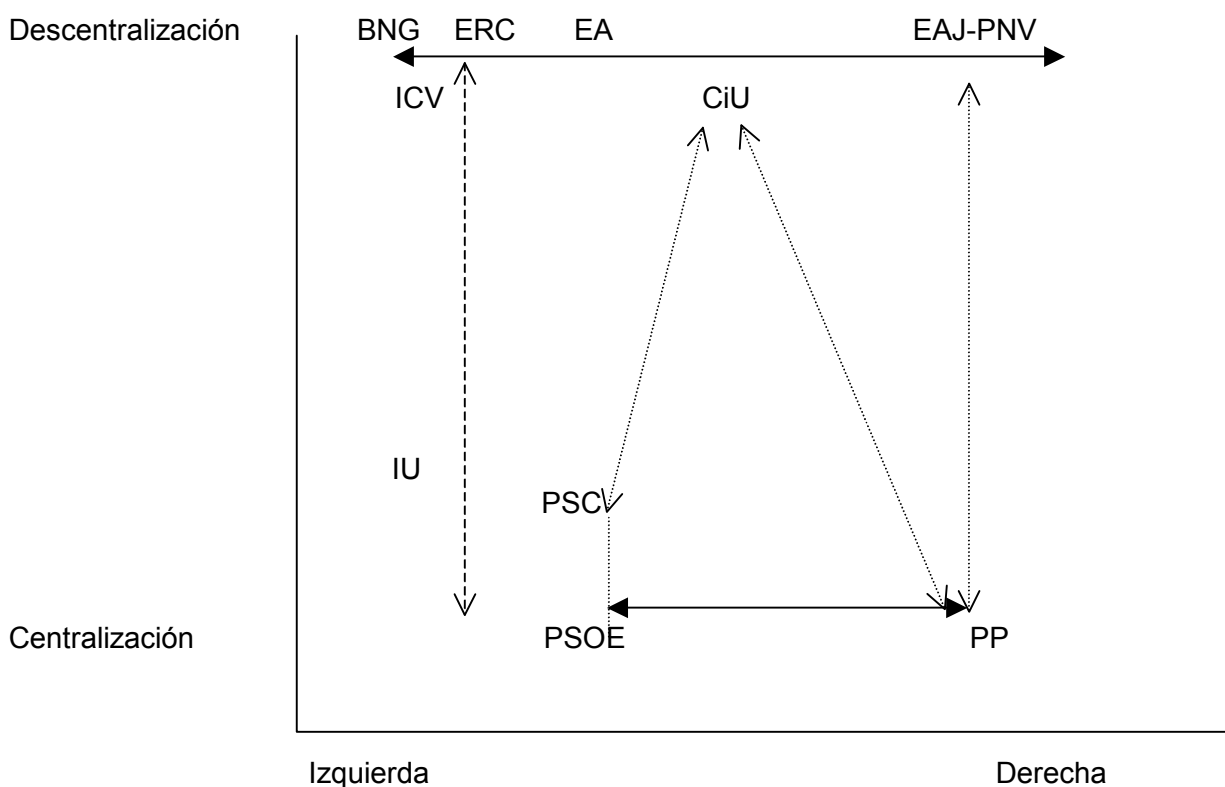 Descentralización BNG ERC EA EAJ-PNV
ICV CiU
IU
PSC
Centralización PSOE PP
Izquierda Derecha